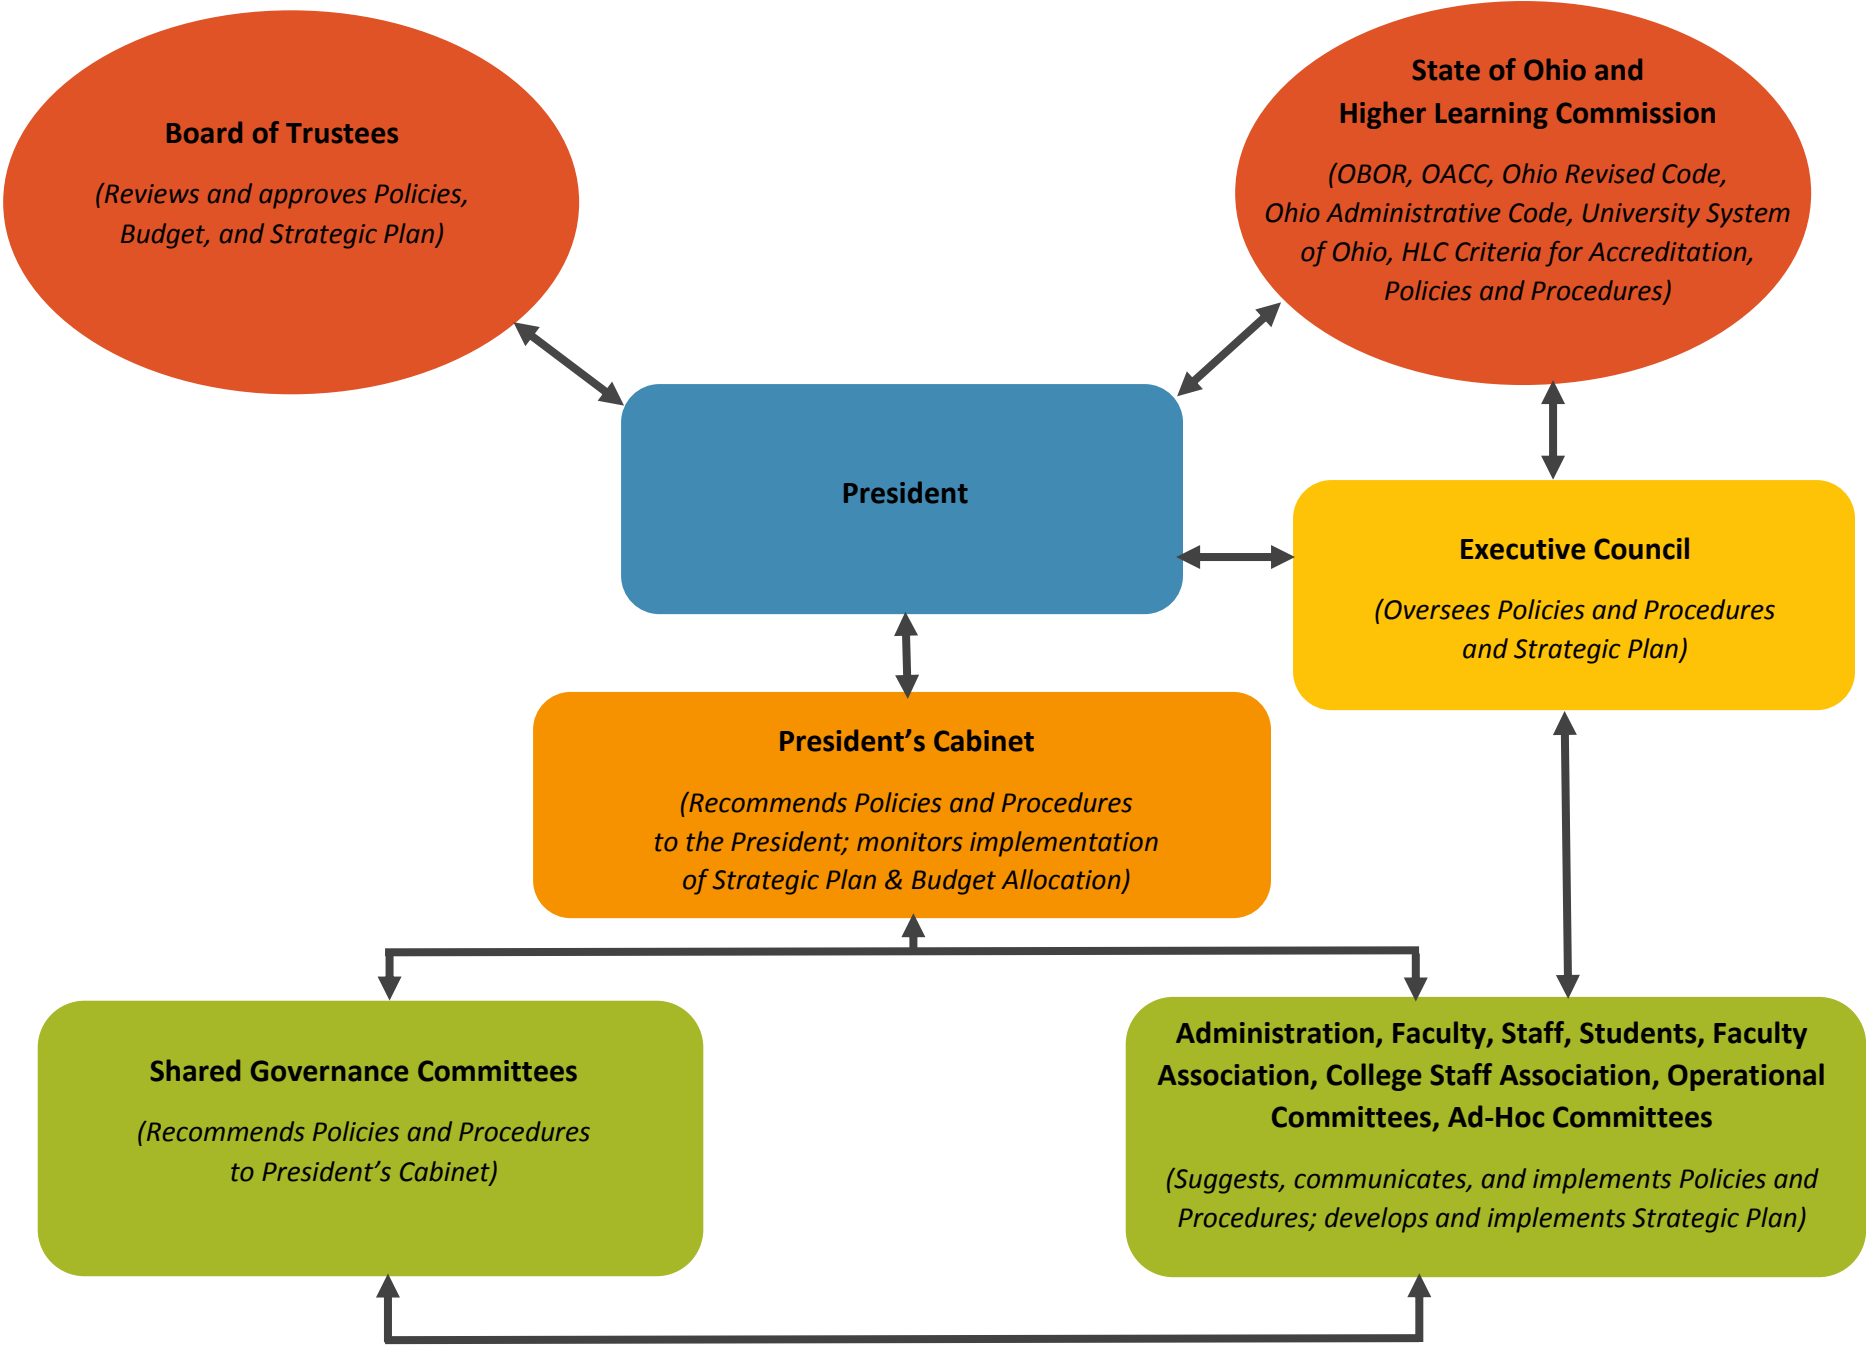 Board of Trustees
(Reviews and approves Policies,
Budget, and Strategic Plan)
State of Ohio and
Higher Learning Commission
(OBOR, OACC, Ohio Revised Code,
Ohio Administrative Code, University System
of Ohio, HLC Criteria for Accreditation,
Policies and Procedures)
President
Executive Council
(Oversees Policies and Procedures
and Strategic Plan)
President’s Cabinet
(Recommends Policies and Procedures
to the President; monitors implementation
of Strategic Plan & Budget Allocation)
Shared Governance Committees
(Recommends Policies and Procedures
to President’s Cabinet)
Administration, Faculty, Staff, Students, Faculty
Association, College Staff Association, Operational
Committees, Ad-Hoc Committees
(Suggests, communicates, and implements Policies and
Procedures; develops and implements Strategic Plan)